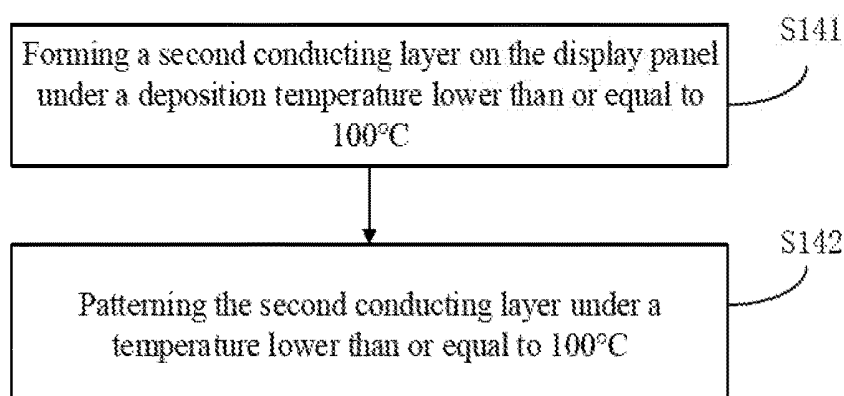 S141
Forming a second conducting layer on the display panel
under a deposition temperature lower than or equal to
100°C
S142
Patterning the second conducting layer under a
temperature lower than or equal to 100°C